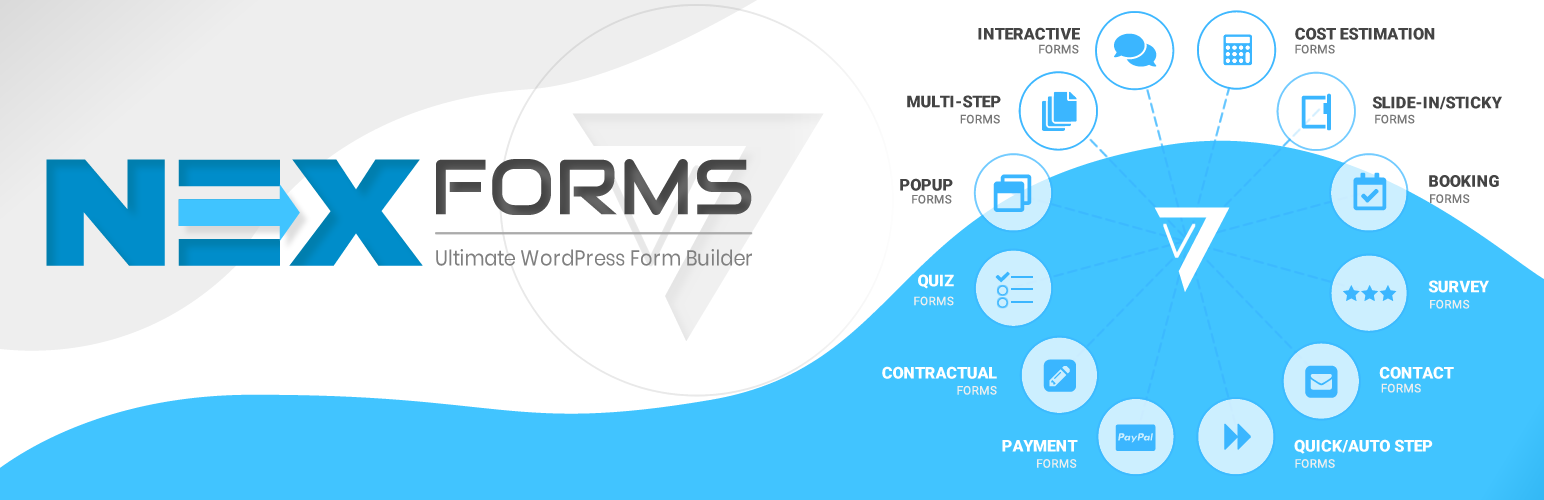 NEX FORMS
Ultimate WordPress Form Builder
INTERACTIVE
FORMS
COST ESTIMATION
FORMS
MULTI-STEP
FORMS
SLIDE-IN/STICKY
FORMS
POPUP
FORMS
BOOKING
FORMS
QUIZ
FORMS
SURVEY
FORMS
CONTRACTUAL
FORMS
CONTACT
FORMS
PAYMENT
FORMS
PayPal
QUICK/AUTO STEP
FORMS